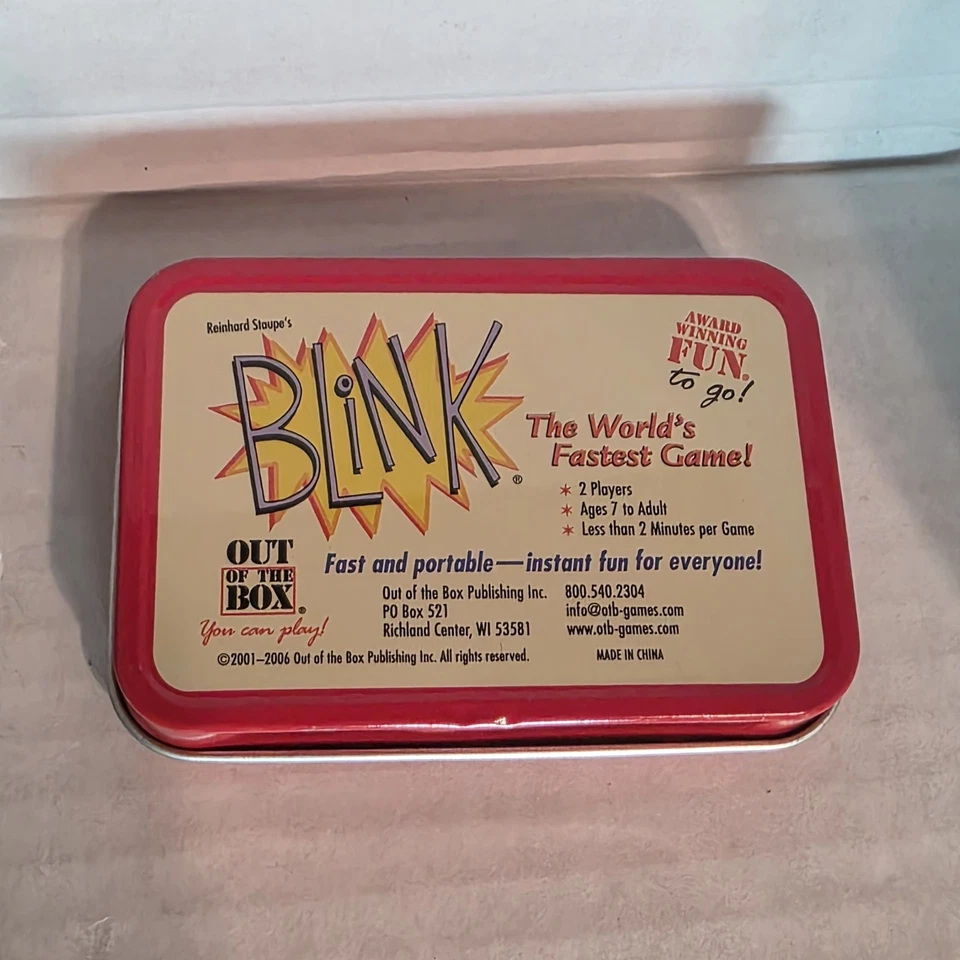 Reinhard Staupe's
BLiNK®
AWARD
WINNING
FUN®
to go!
The World's
Fastest Game!
✶ 2 Players
✶ Ages 7 to Adult
✶ Less than 2 Minutes per Game
Fast and portable—instant fun for everyone!
OUT
OF THE
BOX®
You can play!
Out of the Box Publishing Inc.
PO Box 521
Richland Center, WI 53581
800.540.2304
info@otb-games.com
www.otb-games.com
©2001–2006 Out of the Box Publishing Inc. All rights reserved.
MADE IN CHINA